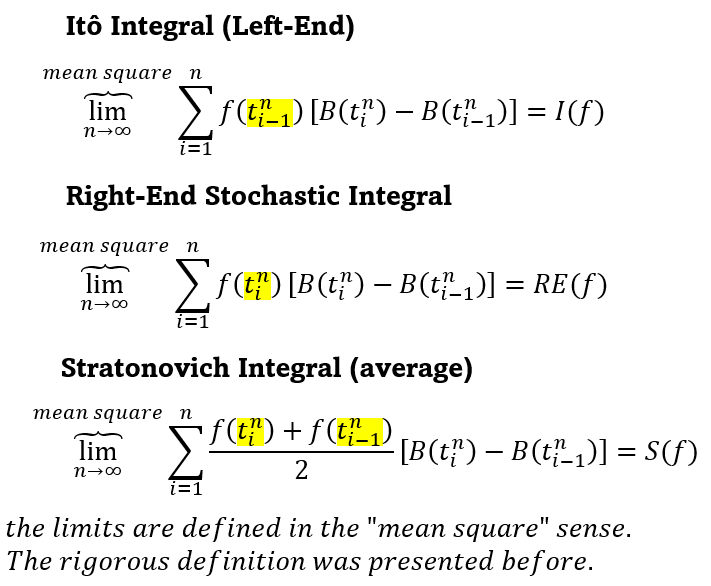 Itô Integral (Left-End)
mean square
lim n→∞ ∑ i=1 n f(t_{i−1}^n) [B(t_i^n) − B(t_{i−1}^n)] = I(f)
Right-End Stochastic Integral
mean square
lim n→∞ ∑ i=1 n f(t_i^n) [B(t_i^n) − B(t_{i−1}^n)] = RE(f)
Stratonovich Integral (average)
mean square
lim n→∞ ∑ i=1 n (f(t_i^n) + f(t_{i−1}^n))/2 [B(t_i^n) − B(t_{i−1}^n)] = S(f)
the limits are defined in the "mean square" sense.
The rigorous definition was presented before.